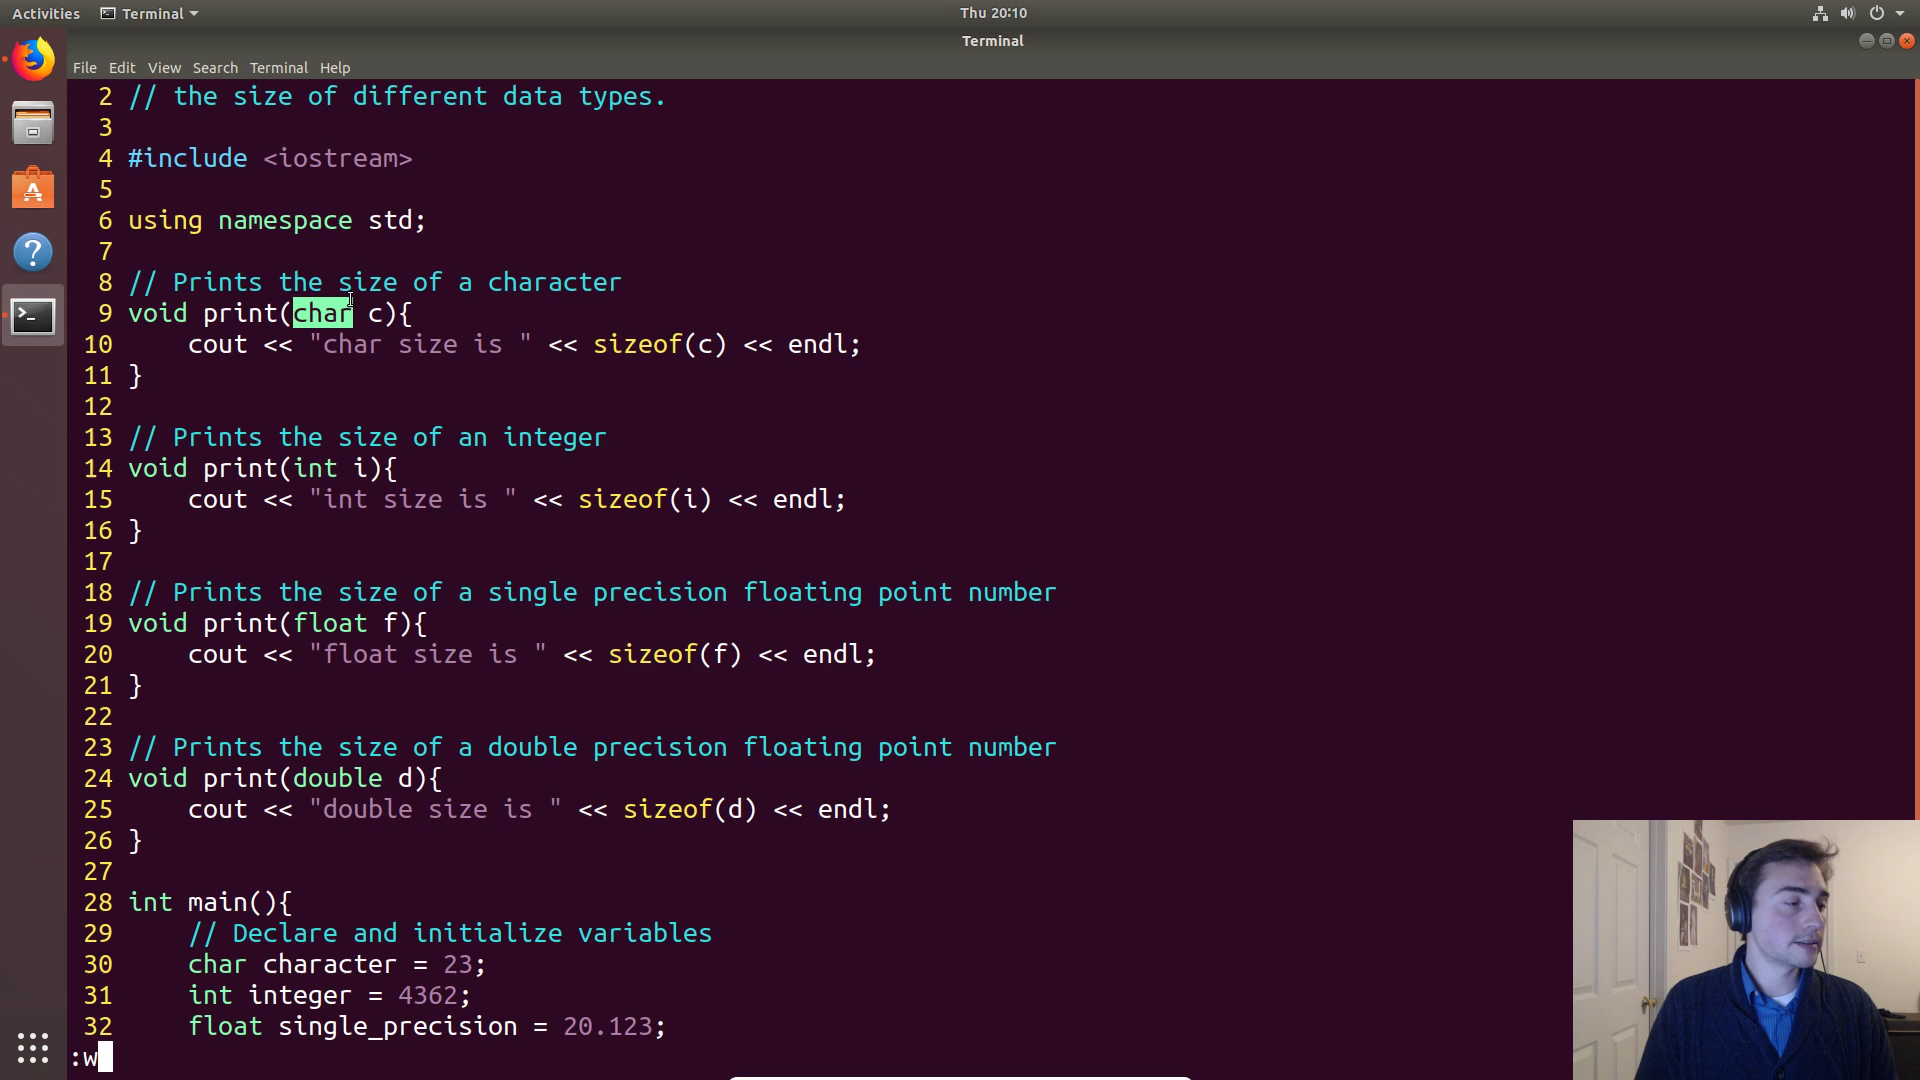 Activities Terminal Thu 20:10
Terminal
File Edit View Search Terminal Help
2 // the size of different data types.
3
4 #include <iostream>
5
6 using namespace std;
7
8 // Prints the size of a character
9 void print(char c){
10     cout << "char size is " << sizeof(c) << endl;
11 }
12
13 // Prints the size of an integer
14 void print(int i){
15     cout << "int size is " << sizeof(i) << endl;
16 }
17
18 // Prints the size of a single precision floating point number
19 void print(float f){
20     cout << "float size is " << sizeof(f) << endl;
21 }
22
23 // Prints the size of a double precision floating point number
24 void print(double d){
25     cout << "double size is " << sizeof(d) << endl;
26 }
27
28 int main(){
29     // Declare and initialize variables
30     char character = 23;
31     int integer = 4362;
32     float single_precision = 20.123;
:w